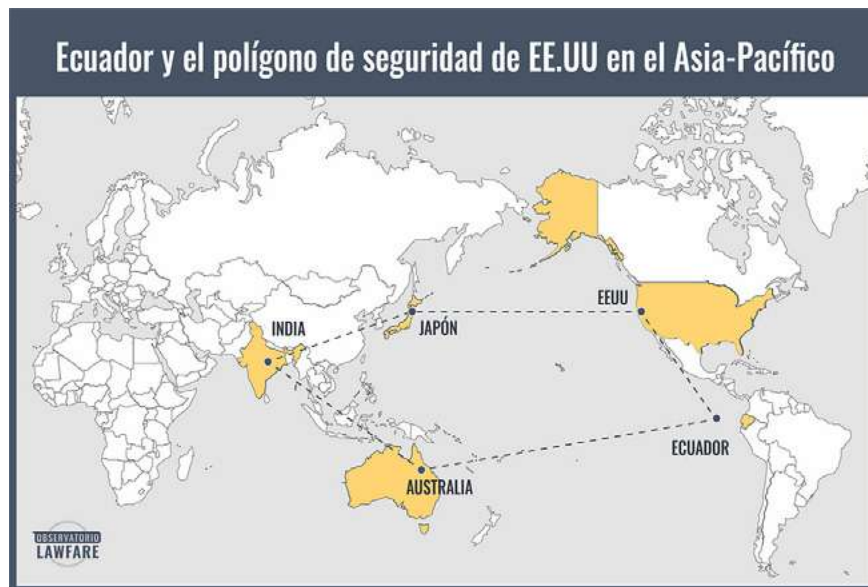 Ecuador y el polígono de seguridad de EE.UU en el Asia-Pacífico
EEUU
INDIA
JAPÓN
ECUADOR
AUSTRALIA
OBSERVATORIO
LAWFARE